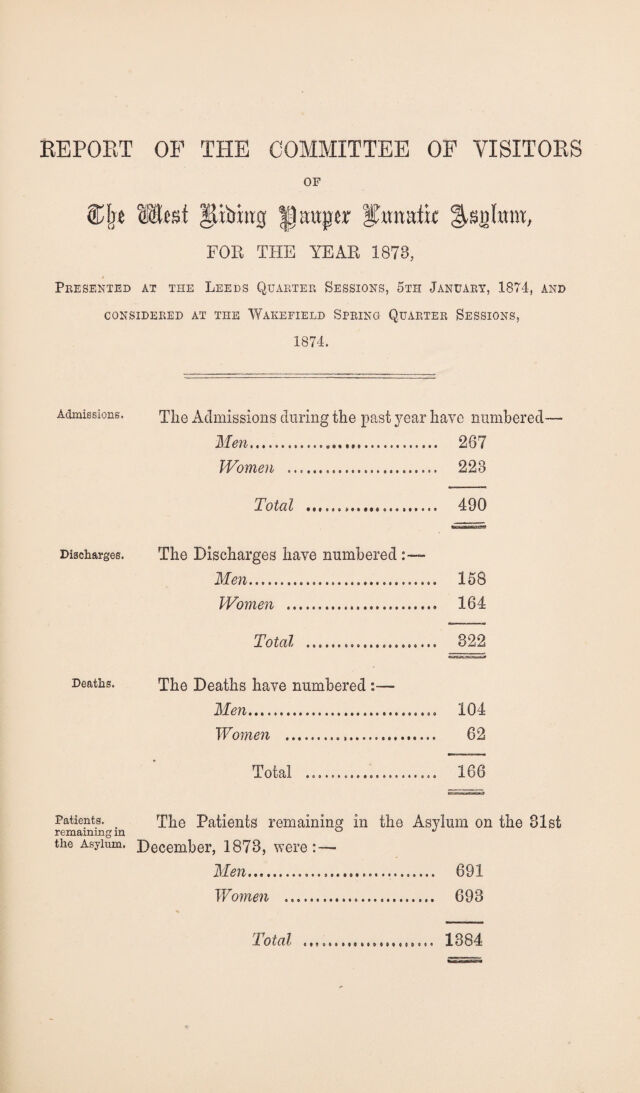 REPORT OF THE COMMITTEE OF VISITORS
OF
The West Riding Pauper Lunatic Asylum,
FOR THE YEAR 1873,
PRESENTED AT THE LEEDS QUARTER SESSIONS, 5TH JANUARY, 1874, AND
CONSIDERED AT THE WAKEFIELD SPRING QUARTER SESSIONS,
1874.
Admissions. The Admissions during the past year have numbered—
Men.............................. 267
Women ........................ 223
Total ..................... 490
Discharges. The Discharges have numbered:—
Men.............................. 158
Women ........................ 164
Total ..................... 322
Deaths. The Deaths have numbered:—
Men.............................. 104
Women ........................ 62
Total ..................... 166
Patients. remaining in the Asylum. The Patients remaining in the Asylum on the 31st
December, 1873, were:—
Men.............................. 691
Women ........................ 693
Total ..................... 1384